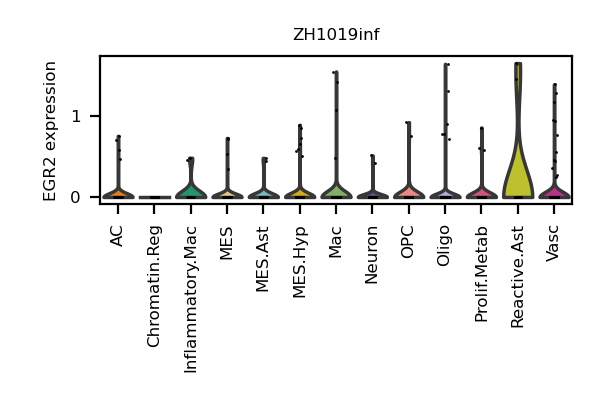 ZH1019inf
EGR2 expression
1
0
AC
Chromatin.Reg
Inflammatory.Mac
MES
MES.Ast
MES.Hyp
Mac
Neuron
OPC
Oligo
Prolif.Metab
Reactive.Ast
Vasc